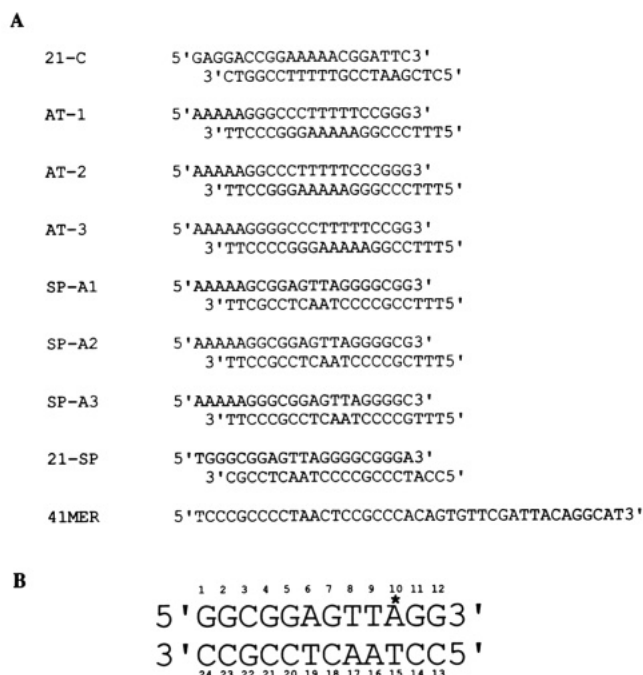 A
21-C 5'GAGGACCGGAAAAACGGATTC3'
3'CTGGCCTTTTTGCCTAAGCTC5'
AT-1 5'AAAAAGGGCCCTTTTTCCGGG3'
3'TTCCCGGGAAAAAGGCCCTTT5'
AT-2 5'AAAAAGGCCCTTTTTCCCGGG3'
3'TTCCGGGAAAAAGGGCCCTTT5'
AT-3 5'AAAAAGGGGCCCTTTTTCCGG3'
3'TTCCCCGGGAAAAAGGCCTTT5'
SP-A1 5'AAAAAGCGGAGTTAGGGGCGG3'
3'TTCGCCTCAATCCCCGCCTTT5'
SP-A2 5'AAAAAGGCGGAGTTAGGGGCG3'
3'TTCCGCCTCAATCCCCGCTTT5'
SP-A3 5'AAAAAGGGCGGAGTTAGGGGC3'
3'TTCCCGCCTCAATCCCCGTTT5'
21-SP 5'TGGGCGGAGTTAGGGGCGGGA3'
3'CGCCTCAATCCCCGCCCTACC5'
41MER 5'TCCCGCCCCTAACTCCGCCCACAGTGTTCGATTACAGGCAT3'
B
1 2 3 4 5 6 7 8 9 10 11 12
★
5'GGCGGAGTTAGG3'
3'CCGCCTCAATCC5'
24 23 22 21 20 19 18 17 16 15 14 13